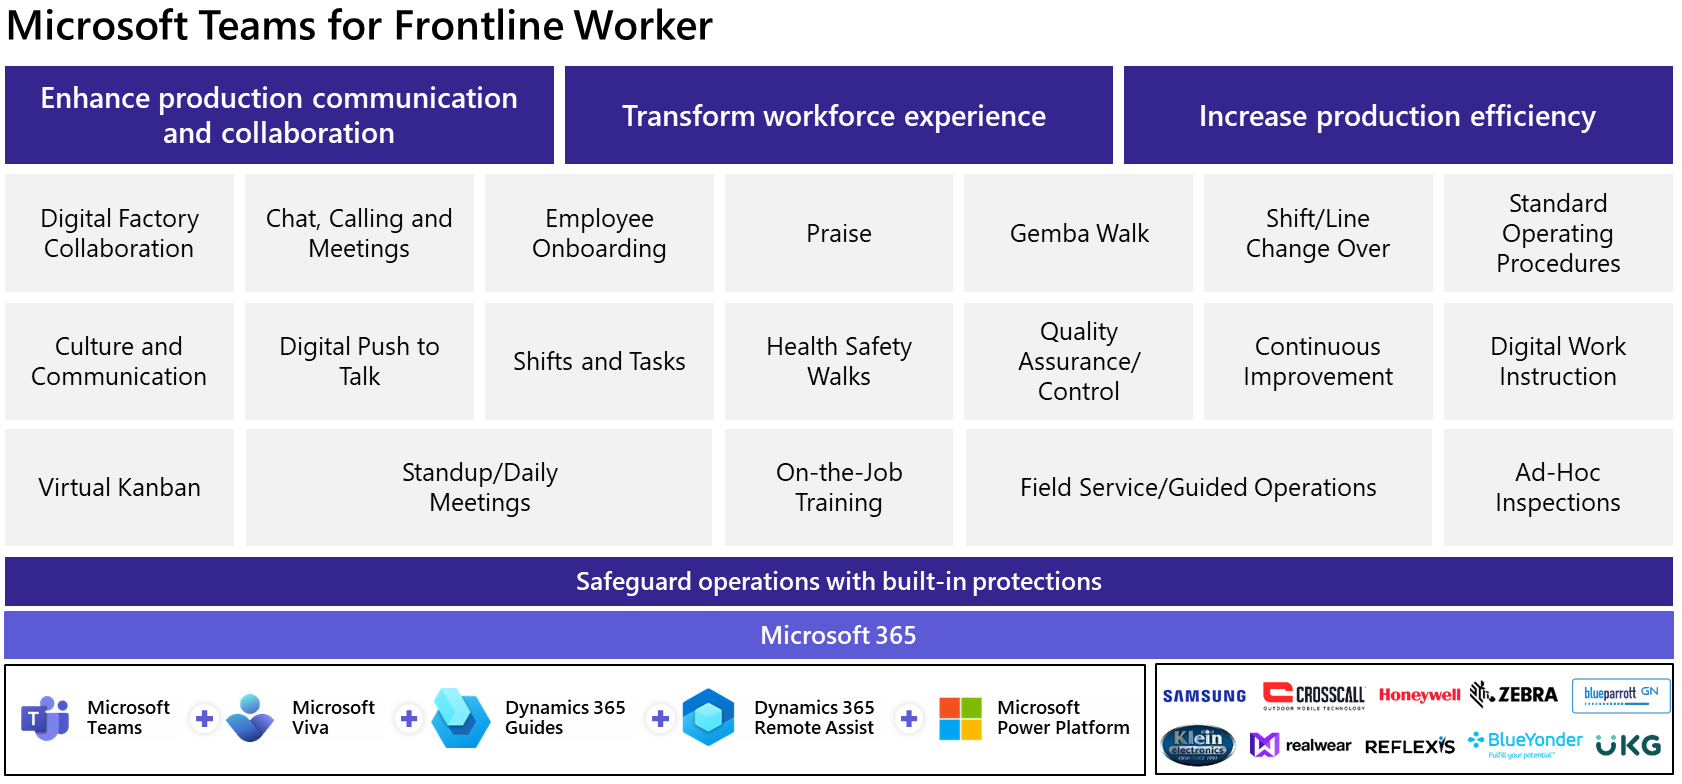 Microsoft Teams for Frontline Worker
Enhance production communication
and collaboration
Transform workforce experience
Increase production efficiency
Digital Factory
Collaboration
Chat, Calling and
Meetings
Employee
Onboarding
Praise
Gemba Walk
Shift/Line
Change Over
Standard
Operating
Procedures
Culture and
Communication
Digital Push to
Talk
Shifts and Tasks
Health Safety
Walks
Quality
Assurance/
Control
Continuous
Improvement
Digital Work
Instruction
Virtual Kanban
Standup/Daily
Meetings
On-the-Job
Training
Field Service/Guided Operations
Ad-Hoc
Inspections
Safeguard operations with built-in protections
Microsoft 365
T
Microsoft
Teams
Microsoft
Viva
Dynamics 365
Guides
Dynamics 365
Remote Assist
Microsoft
Power Platform
SAMSUNG
CROSSCALL
OUTDOOR MOBILE TECHNOLOGY
Honeywell
ZEBRA
blueparrott GN
Klein
electronics
OEM SINCE 1991
realwear
REFLEXIS
BlueYonder
Fulfill your potential™
UKG